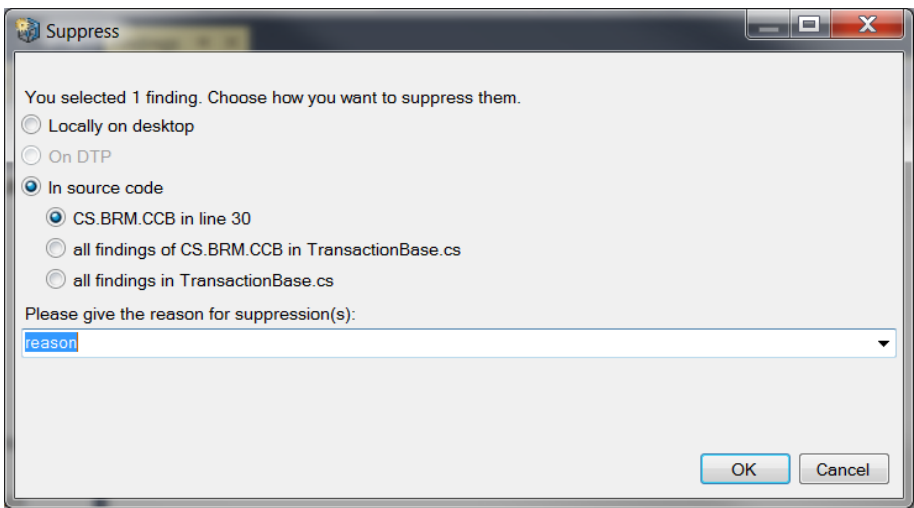 Suppress
You selected 1 finding. Choose how you want to suppress them.
Locally on desktop
On DTP
In source code
CS.BRM.CCB in line 30
all findings of CS.BRM.CCB in TransactionBase.cs
all findings in TransactionBase.cs
Please give the reason for suppression(s):
reason
OK Cancel